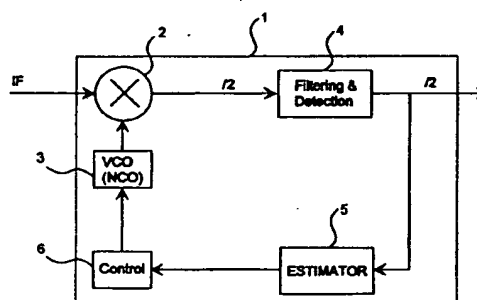 1
2
4
IF
/2
Filtering &
Detection
/2
3
VCO
(NCO)
5
6
Control
ESTIMATOR